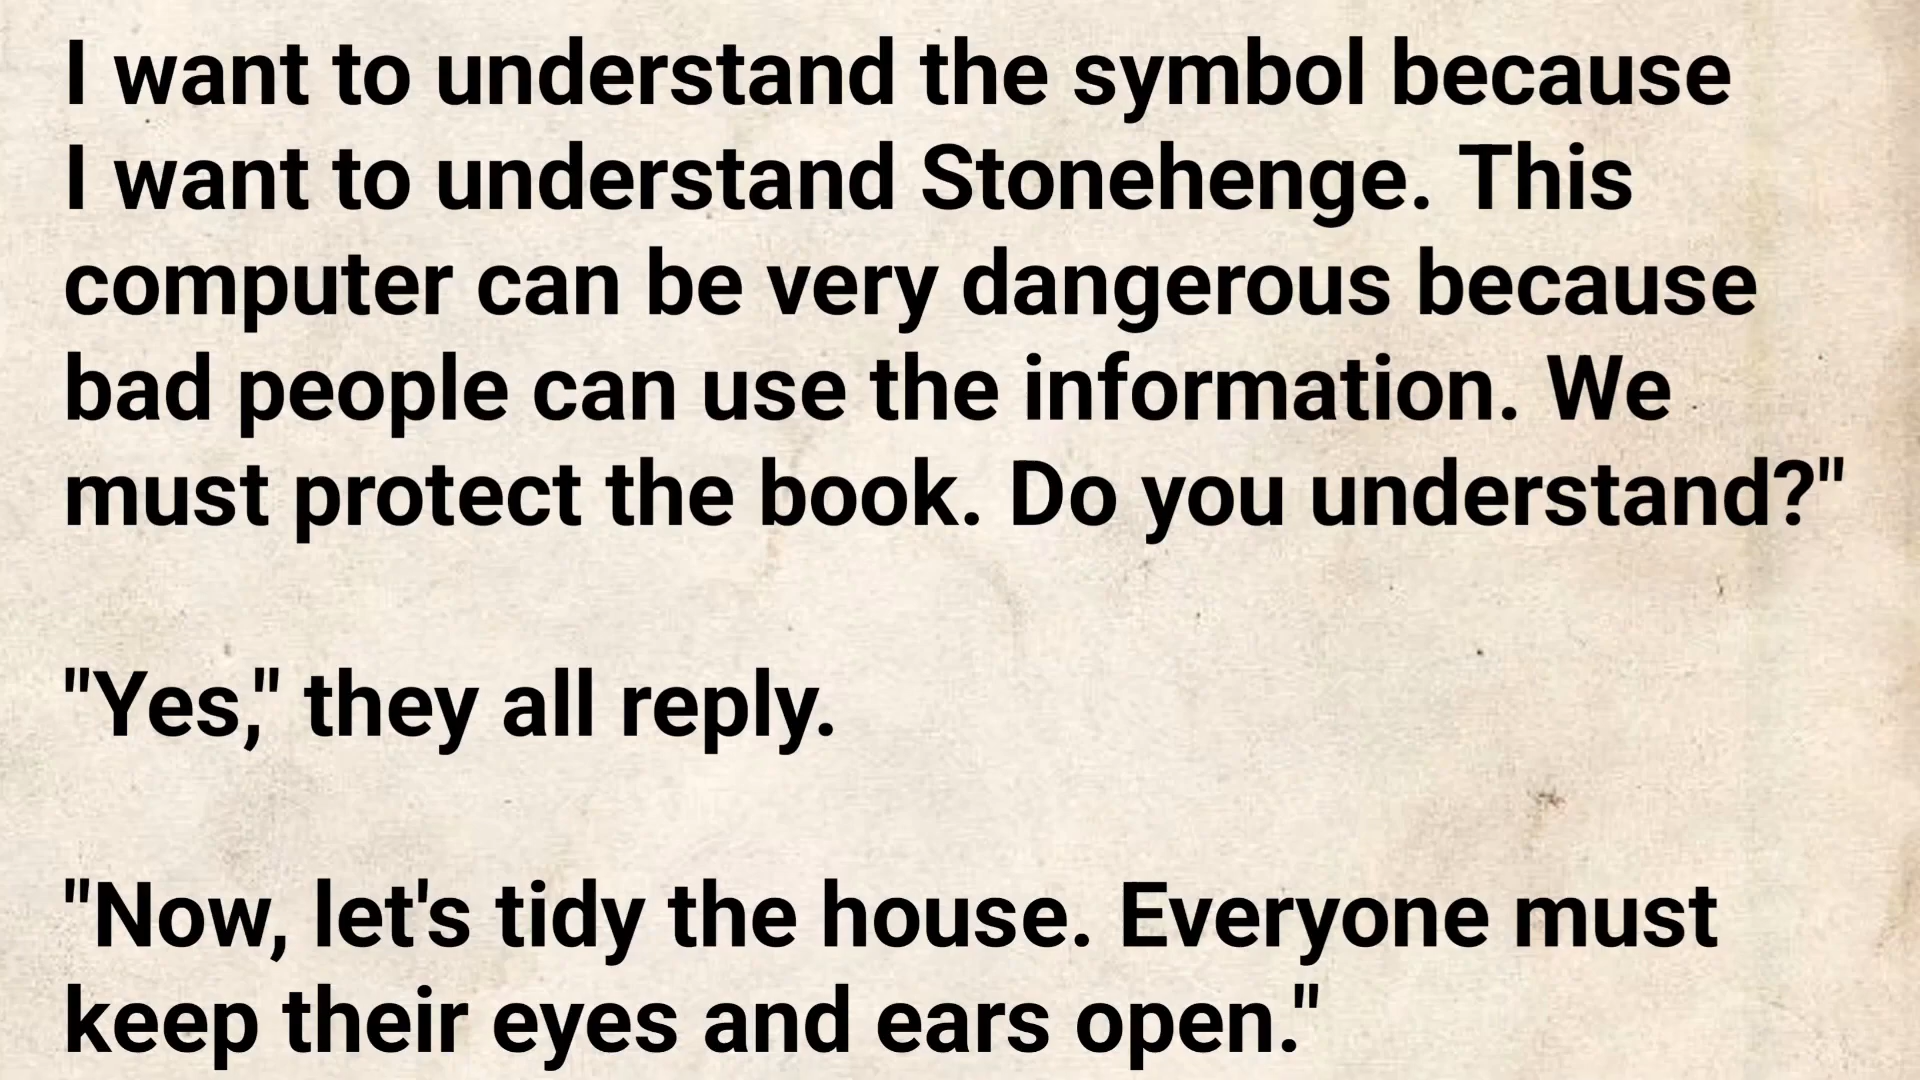 I want to understand the symbol because
I want to understand Stonehenge. This
computer can be very dangerous because
bad people can use the information. We
must protect the book. Do you understand?"
"Yes," they all reply.
"Now, let's tidy the house. Everyone must
keep their eyes and ears open."